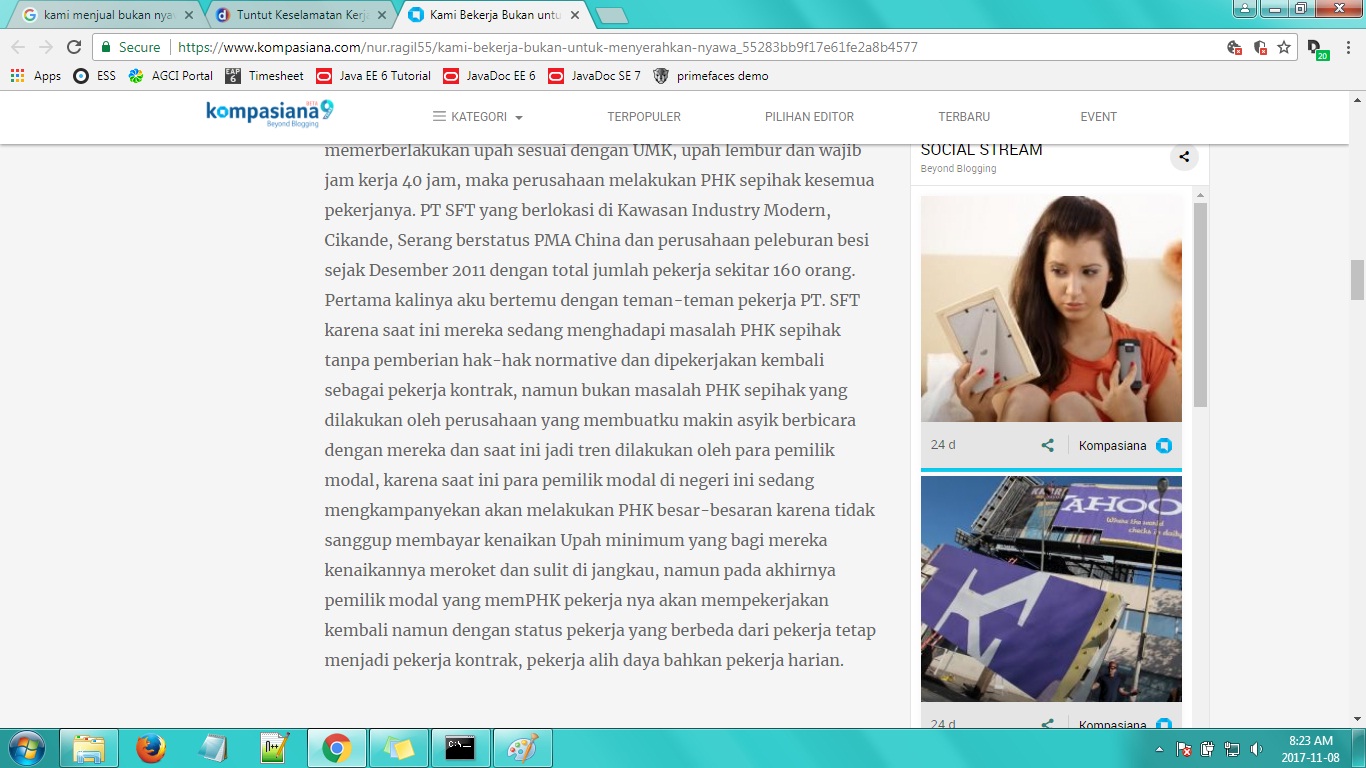 kami menjual bukan nya
Tuntut Keselamatan Kerj
Kami Bekerja Bukan untu
Secure
https://www.kompasiana.com/nur.ragil55/kami-bekerja-bukan-untuk-menyerahkan-nyawa_55283bb9f17e61fe2a8b4577
20
Apps ESS AGCI Portal EAP 6 Timesheet Java EE 6 Tutorial JavaDoc EE 6 JavaDoc SE 7 primefaces demo
kompasiana9 BETA
Beyond Blogging
KATEGORI TERPOPULER PILIHAN EDITOR TERBARU EVENT
memerberlakukan upah sesuai dengan UMK, upah lembur dan wajib
jam kerja 40 jam, maka perusahaan melakukan PHK sepihak kesemua
pekerjanya. PT SFT yang berlokasi di Kawasan Industry Modern,
Cikande, Serang berstatus PMA China dan perusahaan peleburan besi
sejak Desember 2011 dengan total jumlah pekerja sekitar 160 orang.
Pertama kalinya aku bertemu dengan teman-teman pekerja PT. SFT
karena saat ini mereka sedang menghadapi masalah PHK sepihak
tanpa pemberian hak-hak normative dan dipekerjakan kembali
sebagai pekerja kontrak, namun bukan masalah PHK sepihak yang
dilakukan oleh perusahaan yang membuatku makin asyik berbicara
dengan mereka dan saat ini jadi tren dilakukan oleh para pemilik
modal, karena saat ini para pemilik modal di negeri ini sedang
mengkampanyekan akan melakukan PHK besar-besaran karena tidak
sanggup membayar kenaikan Upah minimum yang bagi mereka
kenaikannya meroket dan sulit di jangkau, namun pada akhirnya
pemilik modal yang memPHK pekerja nya akan mempekerjakan
kembali namun dengan status pekerja yang berbeda dari pekerja tetap
menjadi pekerja kontrak, pekerja alih daya bahkan pekerja harian.
SOCIAL STREAM
Beyond Blogging
24 d
Kompasiana
YAHOO
Where the world
checks in daily
24 d
Kompasiana
8:23 AM
2017-11-08